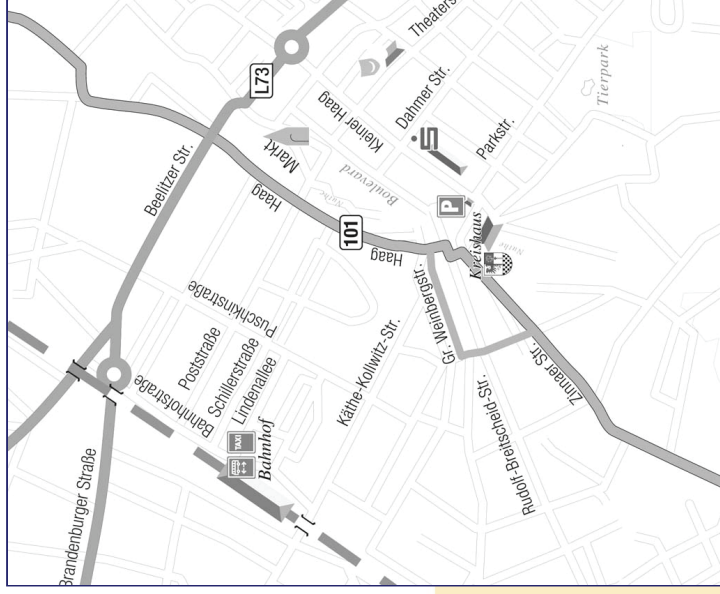 Theaters
L73
Tierpark
Dahmer Str.
Kleiner Haag
Parkstr.
Markt
i
S
Beelitzer Str.
Boulevard
Nuthe
Haag
P
101
Kreishaus
Nuthe
Haag
Gr. Weinbergstr.
Puschkinstraße
Poststraße
Schillerstraße
Lindenallee
Käthe-Kollwitz-Str.
Zinnaer Str.
Bahnhofstraße
Rudolf-Breitscheid-Str.
TAXI
Bahnhof
Brandenburger Straße